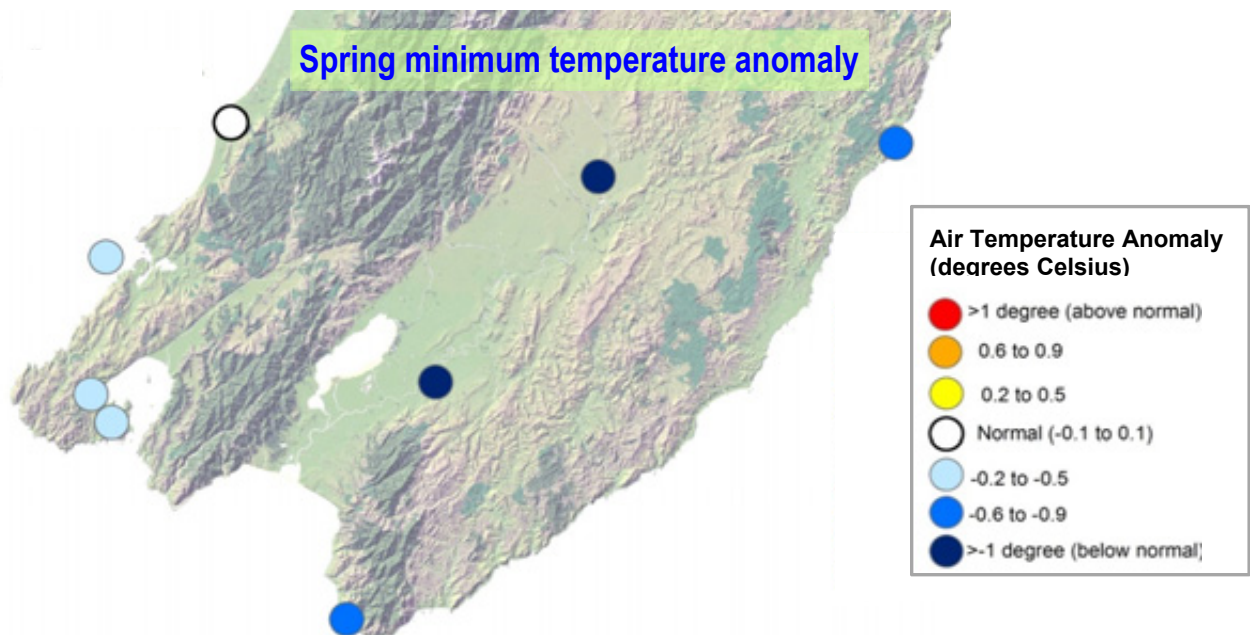 Spring minimum temperature anomaly
Air Temperature Anomaly
(degrees Celsius)
>1 degree (above normal)
0.6 to 0.9
0.2 to 0.5
Normal (-0.1 to 0.1)
-0.2 to -0.5
-0.6 to -0.9
>-1 degree (below normal)